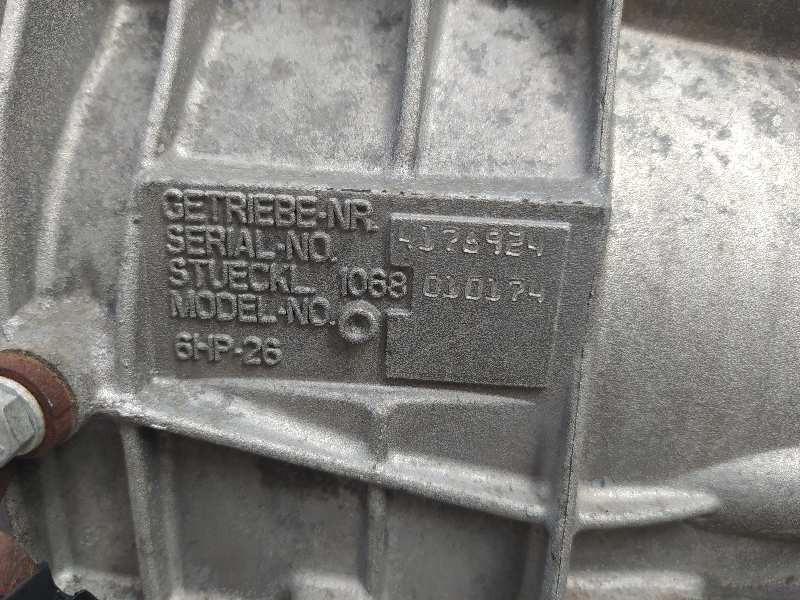 GETRIEBE-NR.
SERIAL-NO. 4176924
STUECKL. 1068 010174
MODEL-NO.
6HP-26